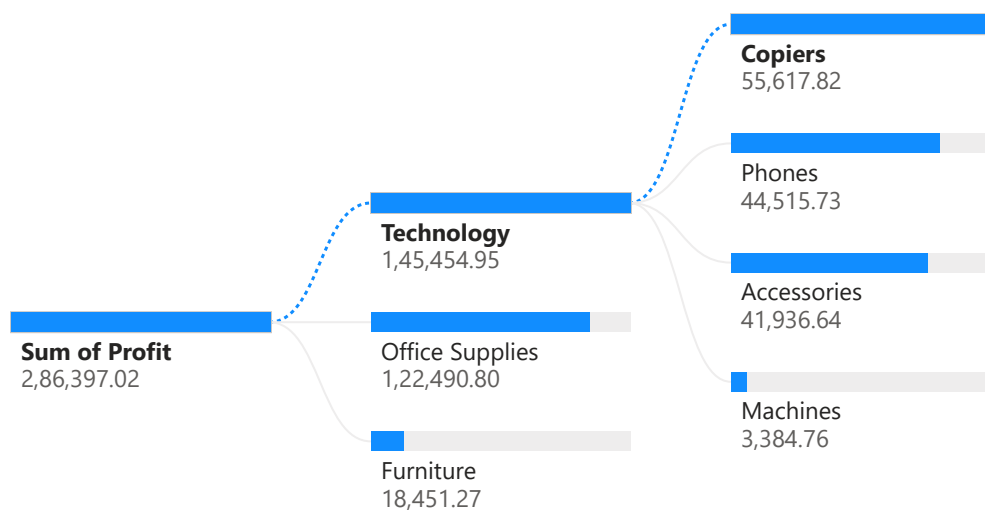 Sum of Profit
2,86,397.02
Technology
1,45,454.95
Office Supplies
1,22,490.80
Furniture
18,451.27
Copiers
55,617.82
Phones
44,515.73
Accessories
41,936.64
Machines
3,384.76